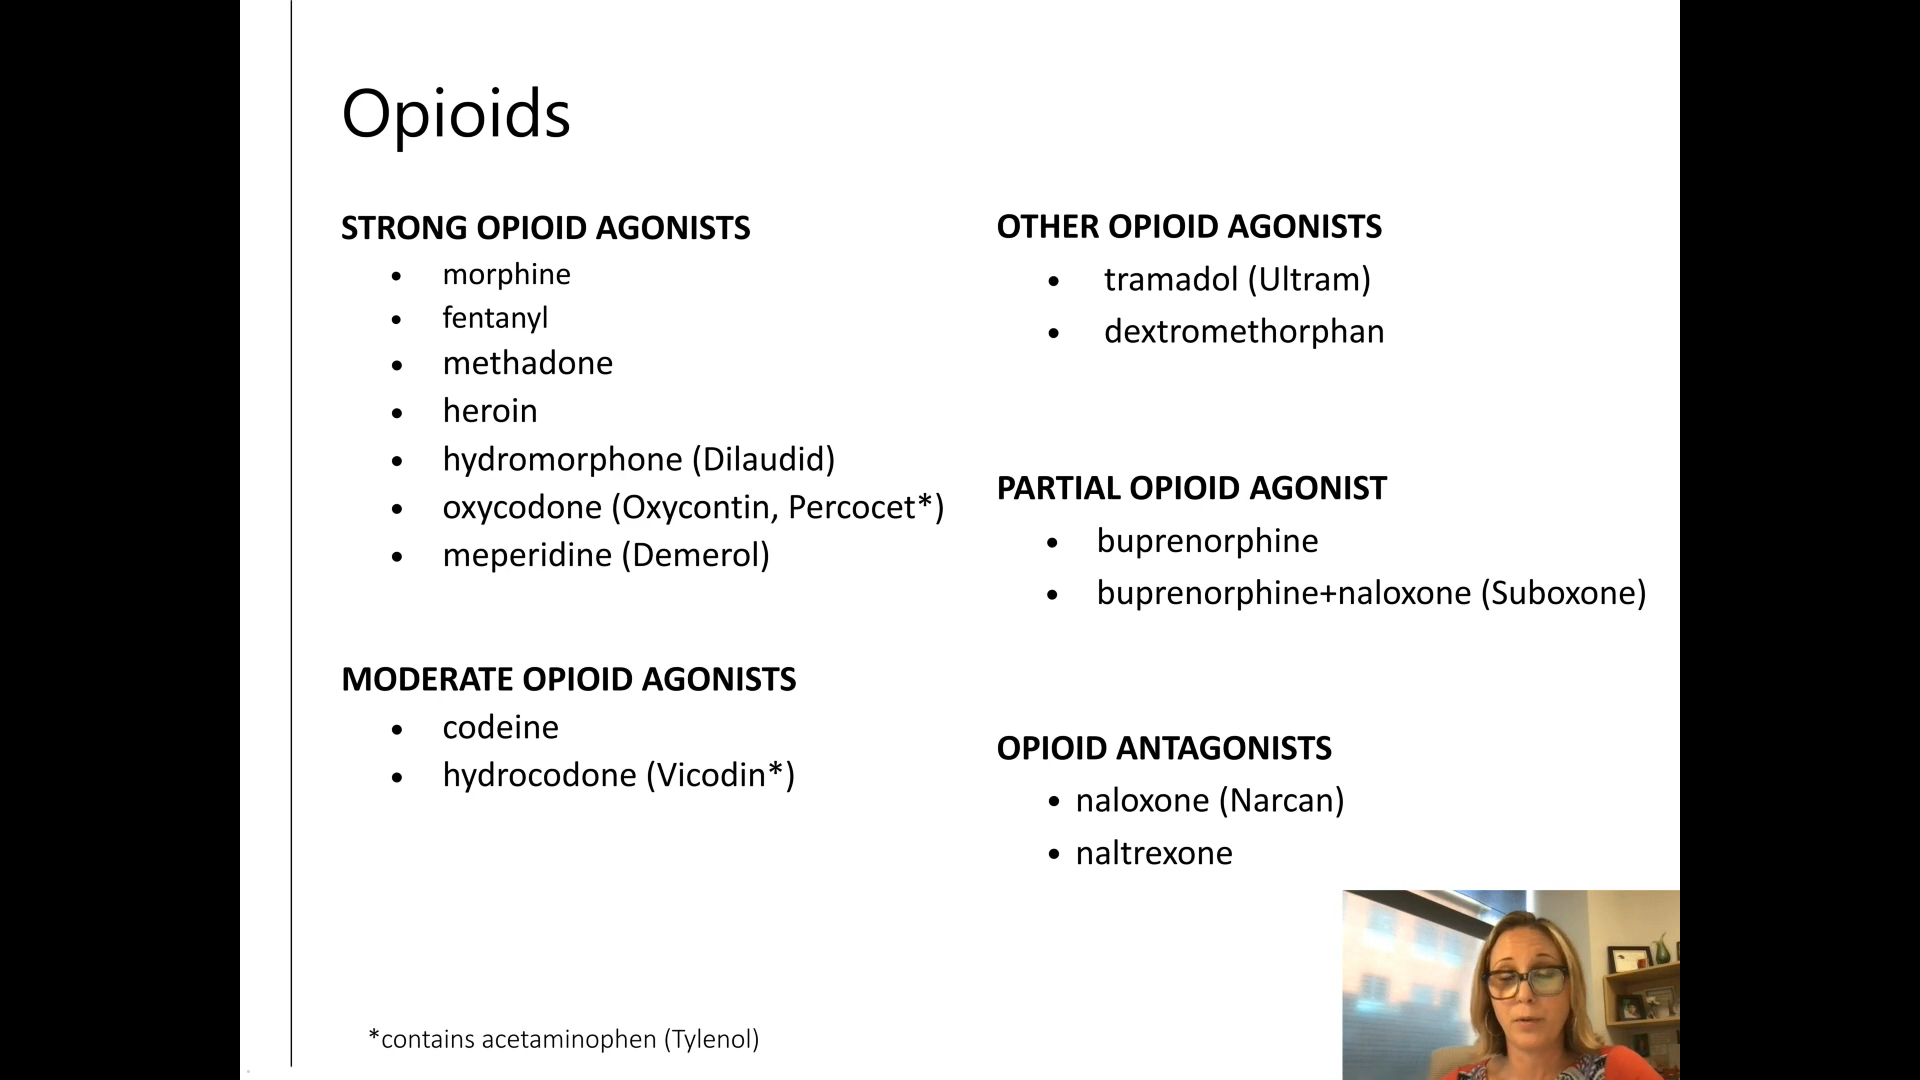 Opioids
STRONG OPIOID AGONISTS
• morphine
• fentanyl
• methadone
• heroin
• hydromorphone (Dilaudid)
• oxycodone (Oxycontin, Percocet*)
• meperidine (Demerol)
MODERATE OPIOID AGONISTS
• codeine
• hydrocodone (Vicodin*)
*contains acetaminophen (Tylenol)
OTHER OPIOID AGONISTS
• tramadol (Ultram)
• dextromethorphan
PARTIAL OPIOID AGONIST
• buprenorphine
• buprenorphine+naloxone (Suboxone)
OPIOID ANTAGONISTS
• naloxone (Narcan)
• naltrexone